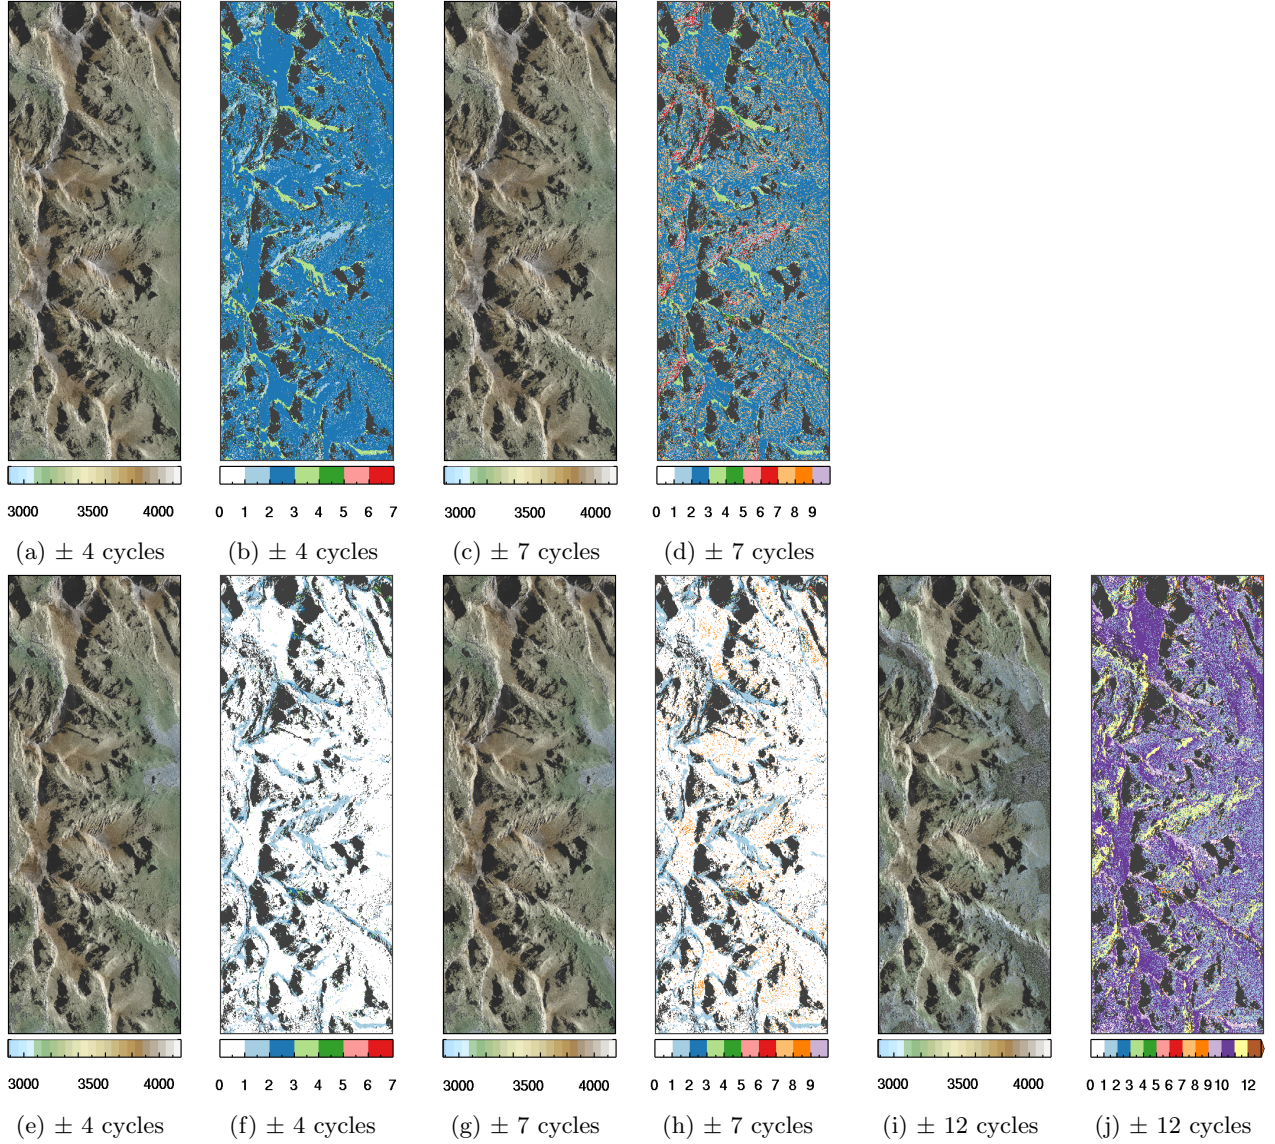 3000 3500 4000 0 1 2 3 4 5 6 7 3000 3500 4000 0 1 2 3 4 5 6 7 8 9
(a) ± 4 cycles (b) ± 4 cycles (c) ± 7 cycles (d) ± 7 cycles
3000 3500 4000 0 1 2 3 4 5 6 7 3000 3500 4000 0 1 2 3 4 5 6 7 8 9 3000 3500 4000 0 1 2 3 4 5 6 7 8 9 10 12
(e) ± 4 cycles (f) ± 4 cycles (g) ± 7 cycles (h) ± 7 cycles (i) ± 12 cycles (j) ± 12 cycles